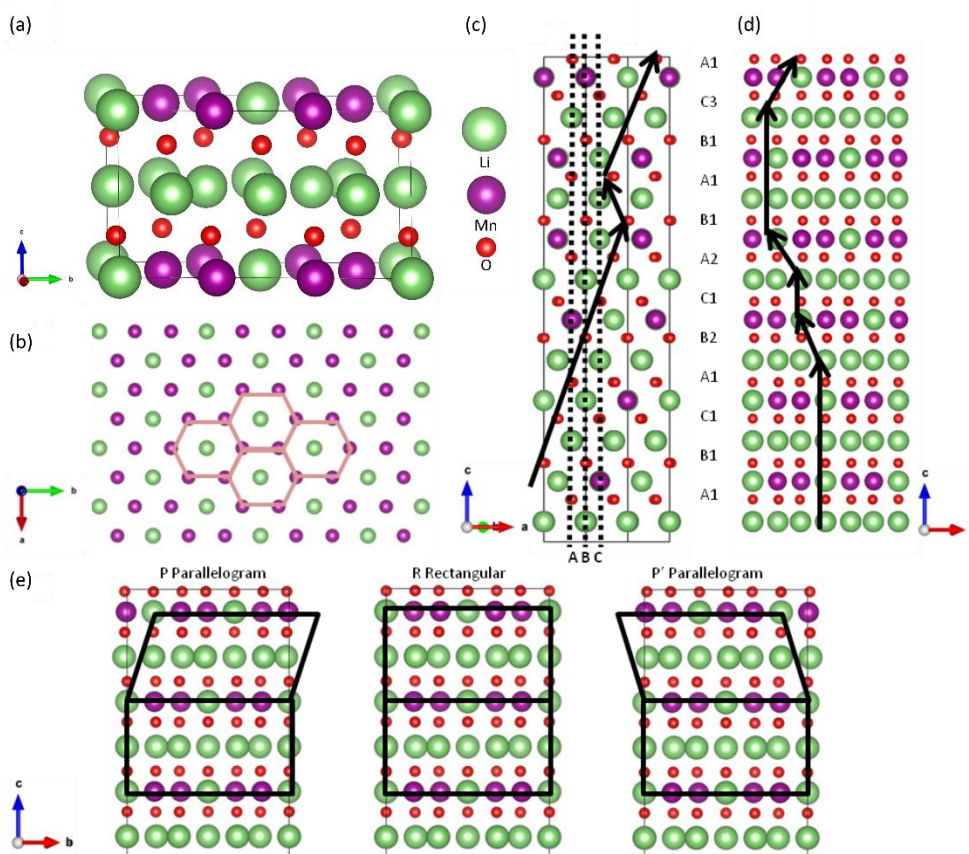 (a)
c
b
Li
Mn
O
(b)
b
a
(c)
c
b
a
A B C
A1
C3
B1
A1
B1
A2
C1
B2
A1
C1
B1
A1
(d)
c
(e)
P Parallelogram
R Rectangular
P' Parallelogram
c
b